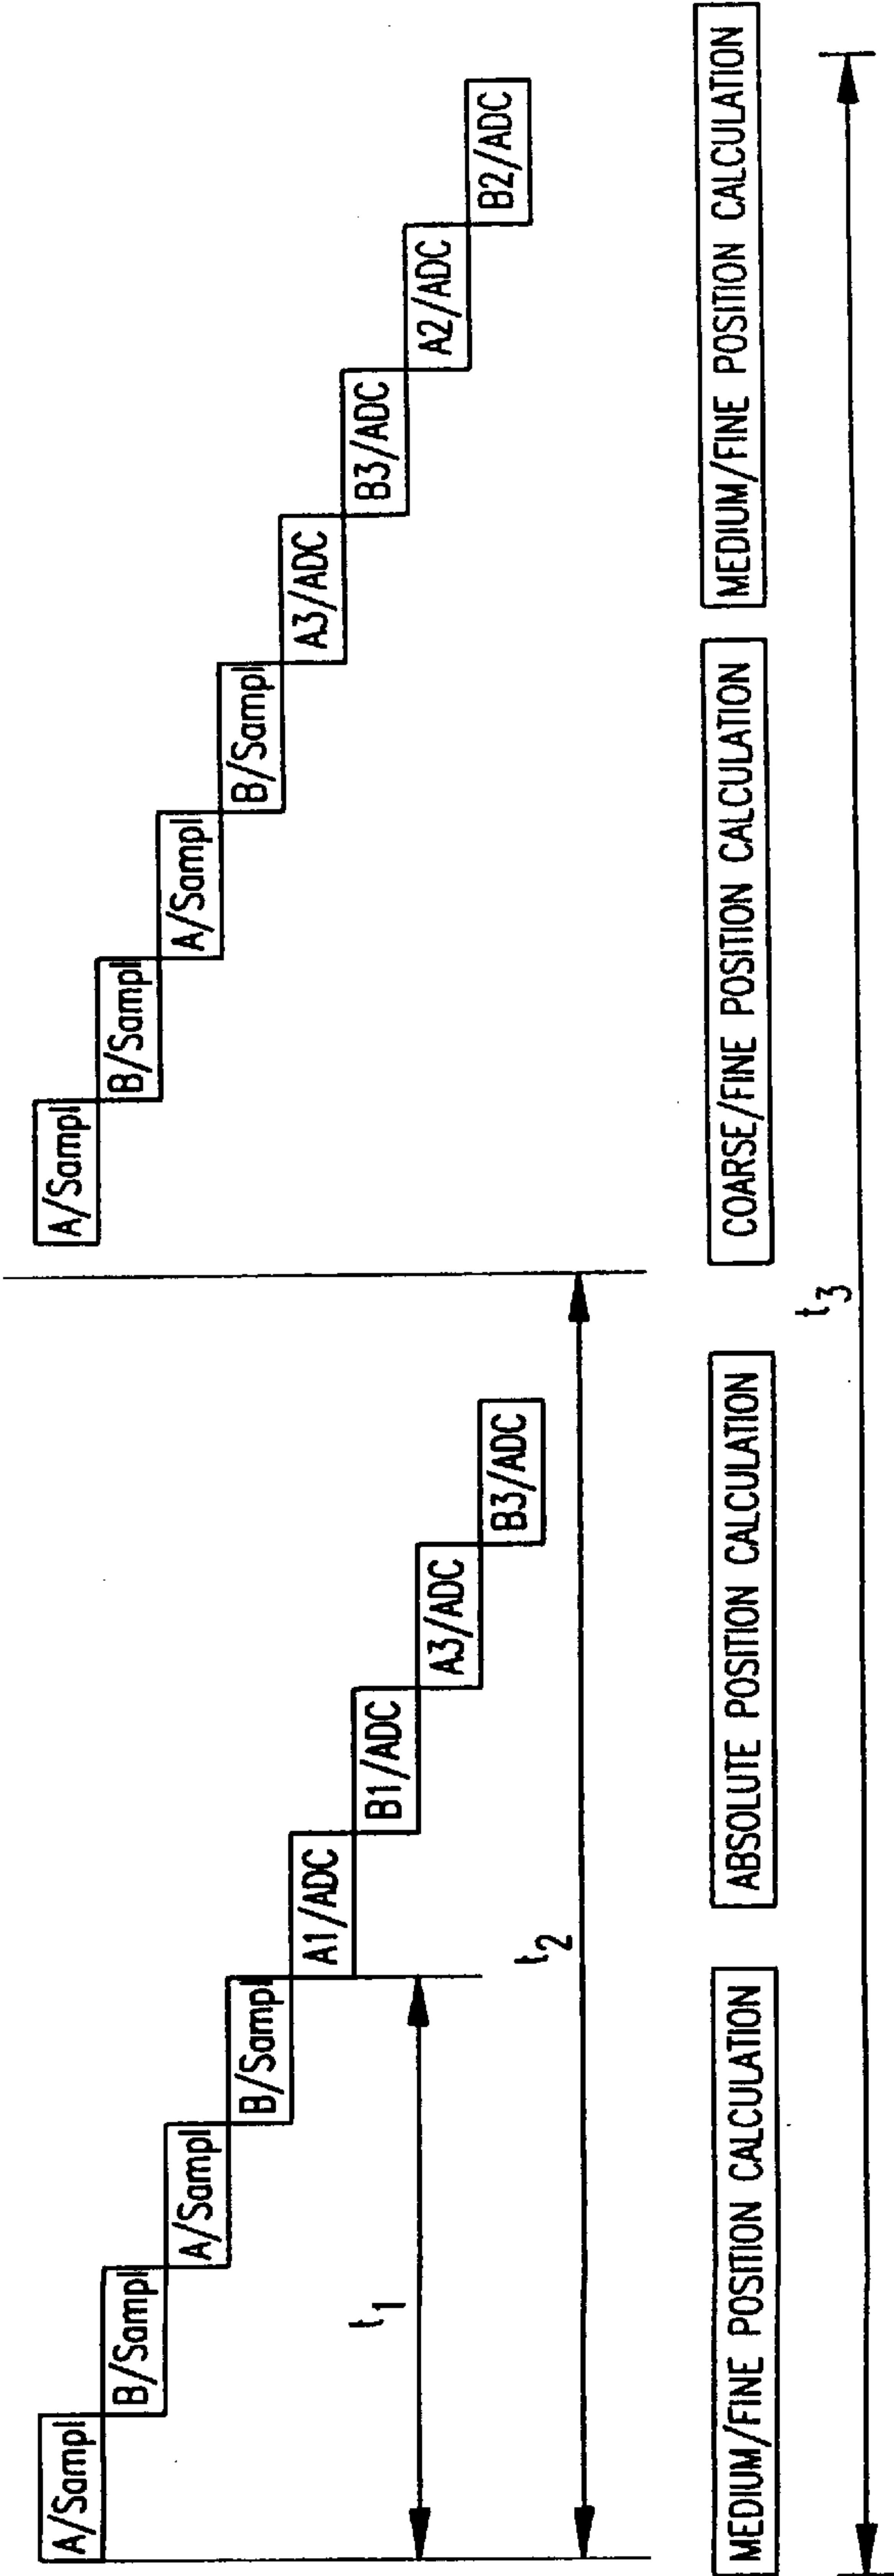 A/Sampl
B/Sampl
A/Sampl
B/Sampl
A1/ADC
B1/ADC
A3/ADC
B3/ADC
t1
t2
A/Sampl
B/Sampl
A/Sampl
B/Sampl
A3/ADC
B3/ADC
A2/ADC
B2/ADC
MEDIUM/FINE POSITION CALCULATION
ABSOLUTE POSITION CALCULATION
COARSE/FINE POSITION CALCULATION
MEDIUM/FINE POSITION CALCULATION
t3